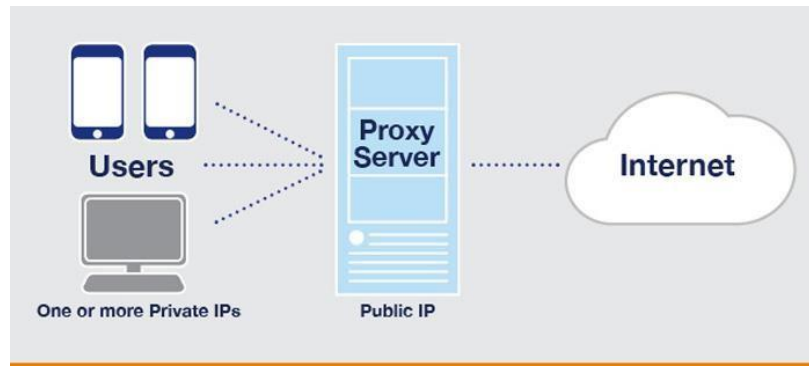 Users
One or more Private IPs
Proxy
Server
Public IP
Internet